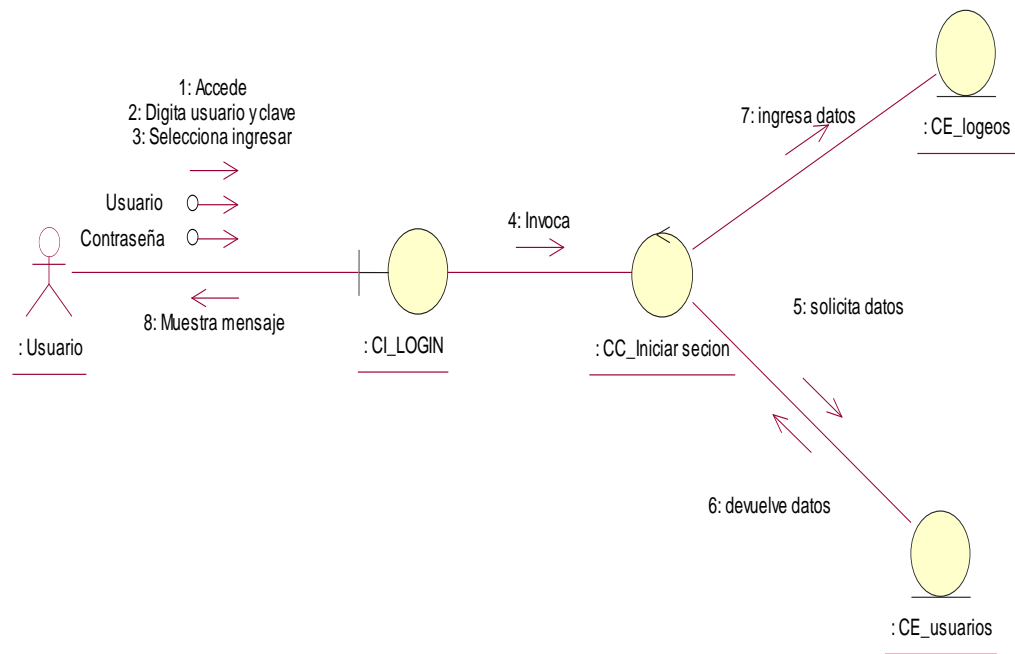 1: Accede
2: Digita usuario y clave
3: Selecciona ingresar
Usuario
Contraseña
8: Muestra mensaje
: Usuario
: CI_LOGIN
4: Invoca
: CC_Iniciar secion
7: ingresa datos
: CE_logeos
5: solicita datos
6: devuelve datos
: CE_usuarios